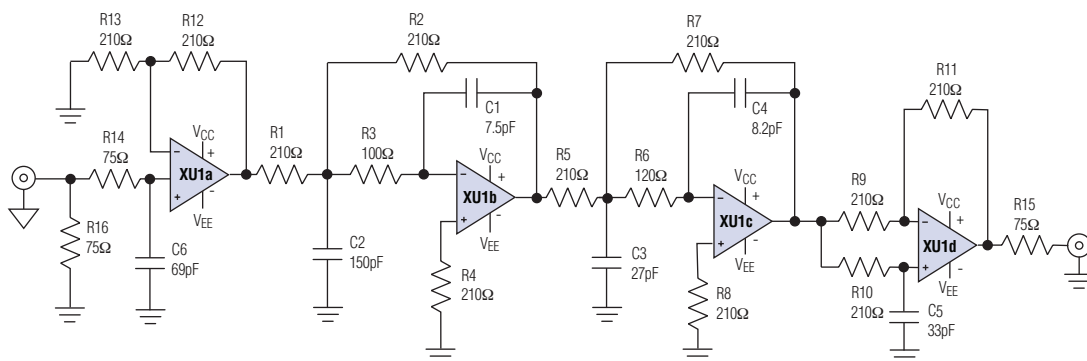 R13
210Ω
R12
210Ω
R14
75Ω
R16
75Ω
C6
69pF
VCC
+
−
XU1a
+
-
VEE
R1
210Ω
R2
210Ω
R3
100Ω
C1
7.5pF
C2
150pF
VCC
+
−
XU1b
+
-
VEE
R4
210Ω
R5
210Ω
R7
210Ω
R6
120Ω
C4
8.2pF
C3
27pF
VCC
+
−
XU1c
+
-
VEE
R8
210Ω
R9
210Ω
R10
210Ω
R11
210Ω
VCC
+
−
XU1d
+
-
VEE
C5
33pF
R15
75Ω